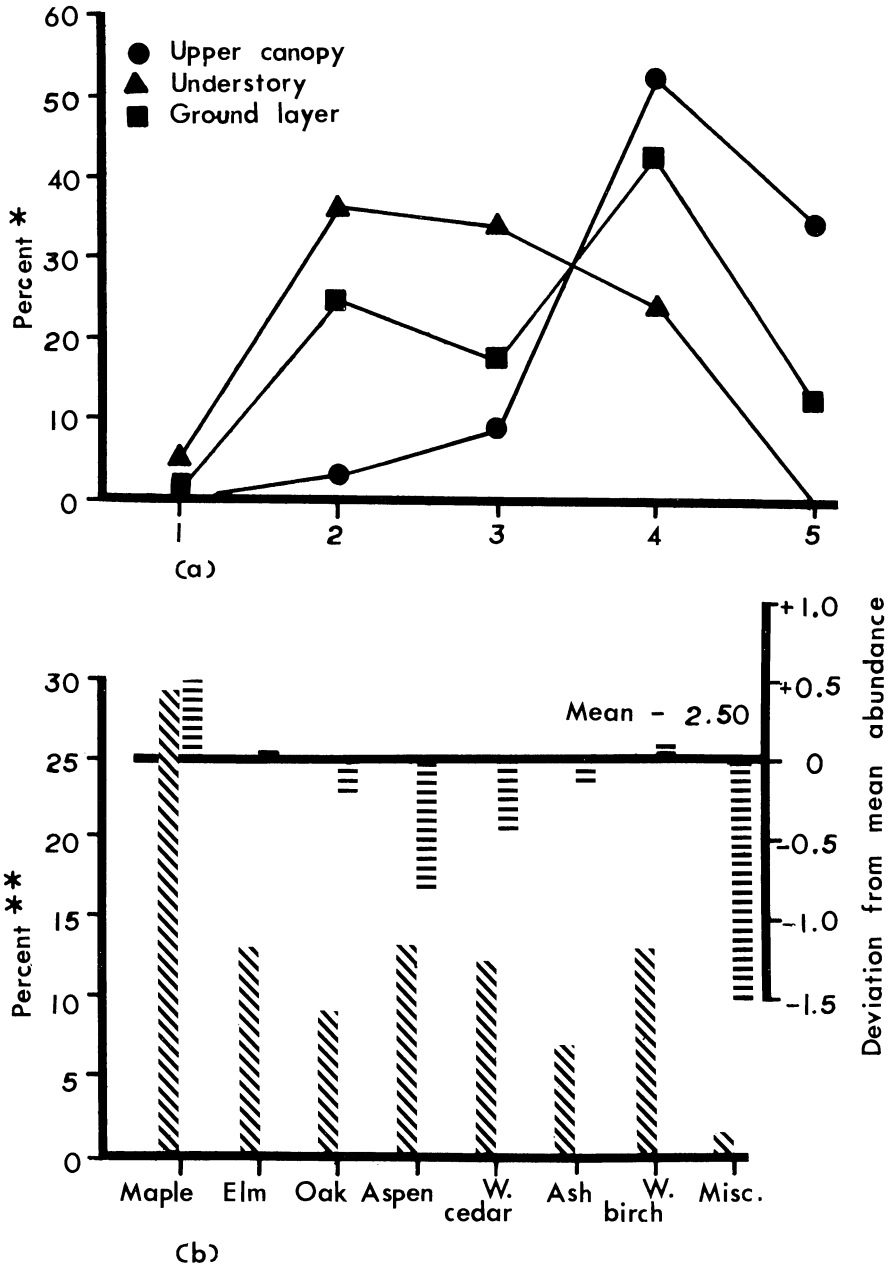 60
50
40
30
20
10
0
Percent *
Upper canopy
Understory
Ground layer
1 2 3 4 5
(a)
+1.0
+0.5
0
-0.5
-1.0
-1.5
Deviation from mean abundance
Mean - 2.50
30
25
20
15
10
5
0
Percent **
Maple Elm Oak Aspen W. cedar Ash W. birch Misc.
(b)